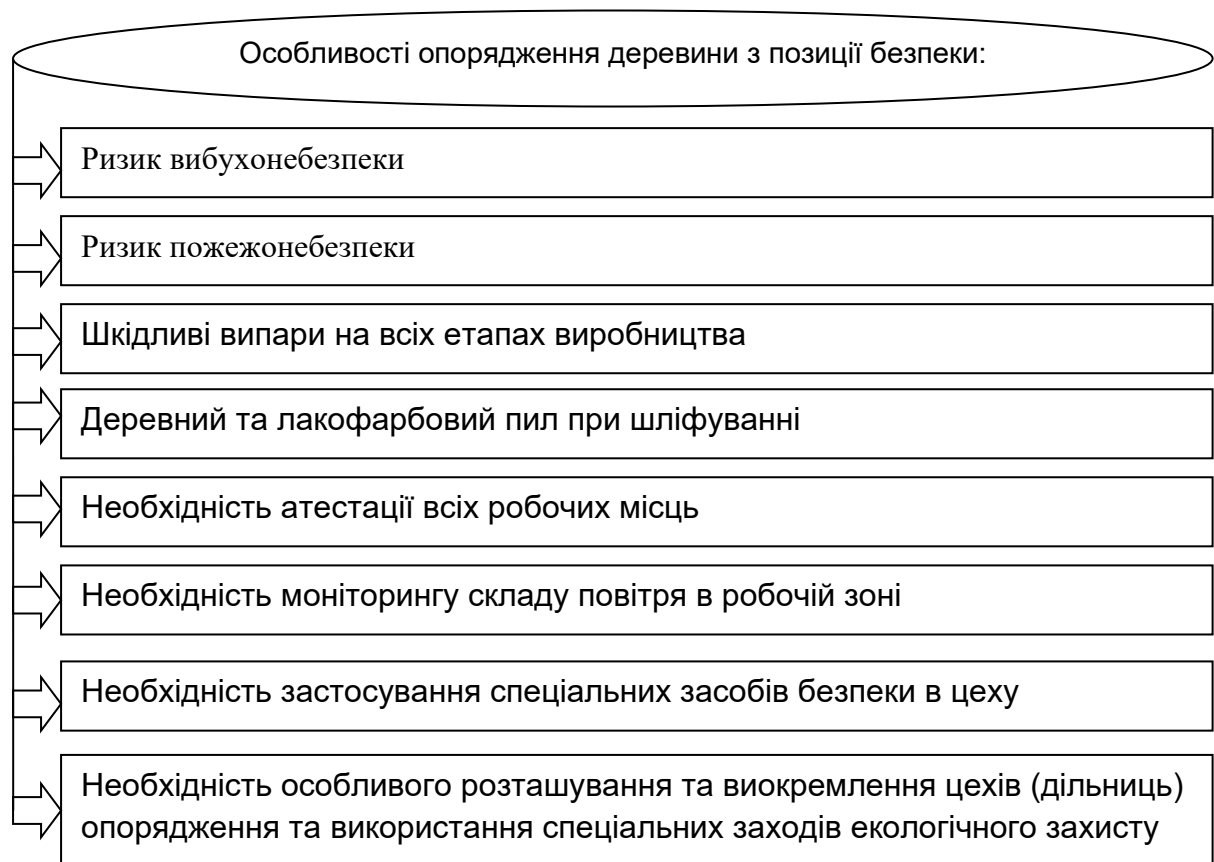 Особливості опорядження деревини з позиції безпеки:
Ризик вибухонебезпеки
Ризик пожежонебезпеки
Шкідливі випари на всіх етапах виробництва
Деревний та лакофарбовий пил при шліфуванні
Необхідність атестації всіх робочих місць
Необхідність моніторингу складу повітря в робочій зоні
Необхідність застосування спеціальних засобів безпеки в цеху
Необхідність особливого розташування та виокремлення цехів (дільниць)
опорядження та використання спеціальних заходів екологічного захисту